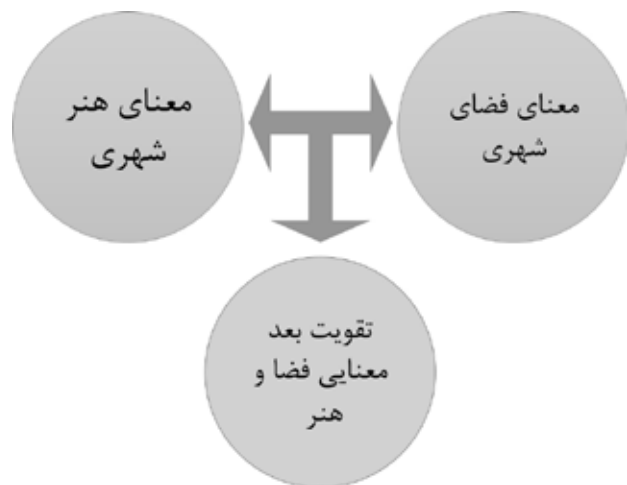 معنای فضای
شهری
معنای هنر
شهری
تقویت بعد
معنایی فضا و
هنر